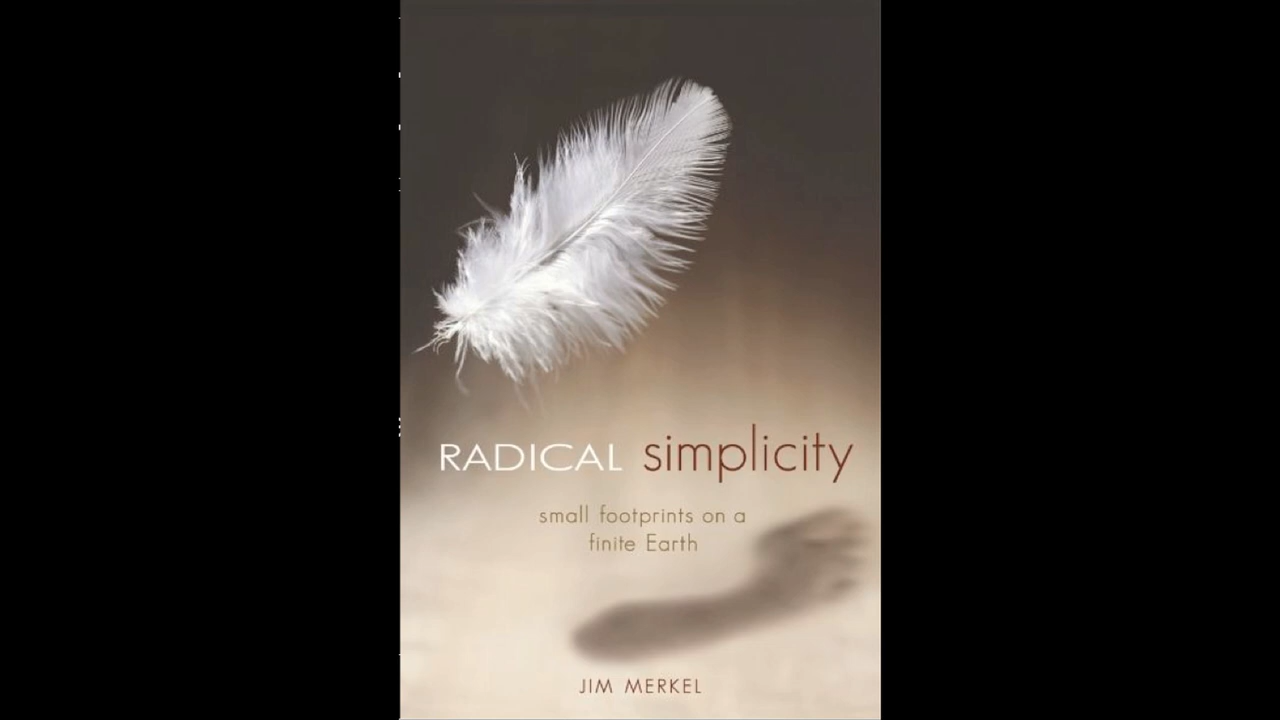 RADICAL simplicity
small footprints on a
finite Earth
JIM MERKEL